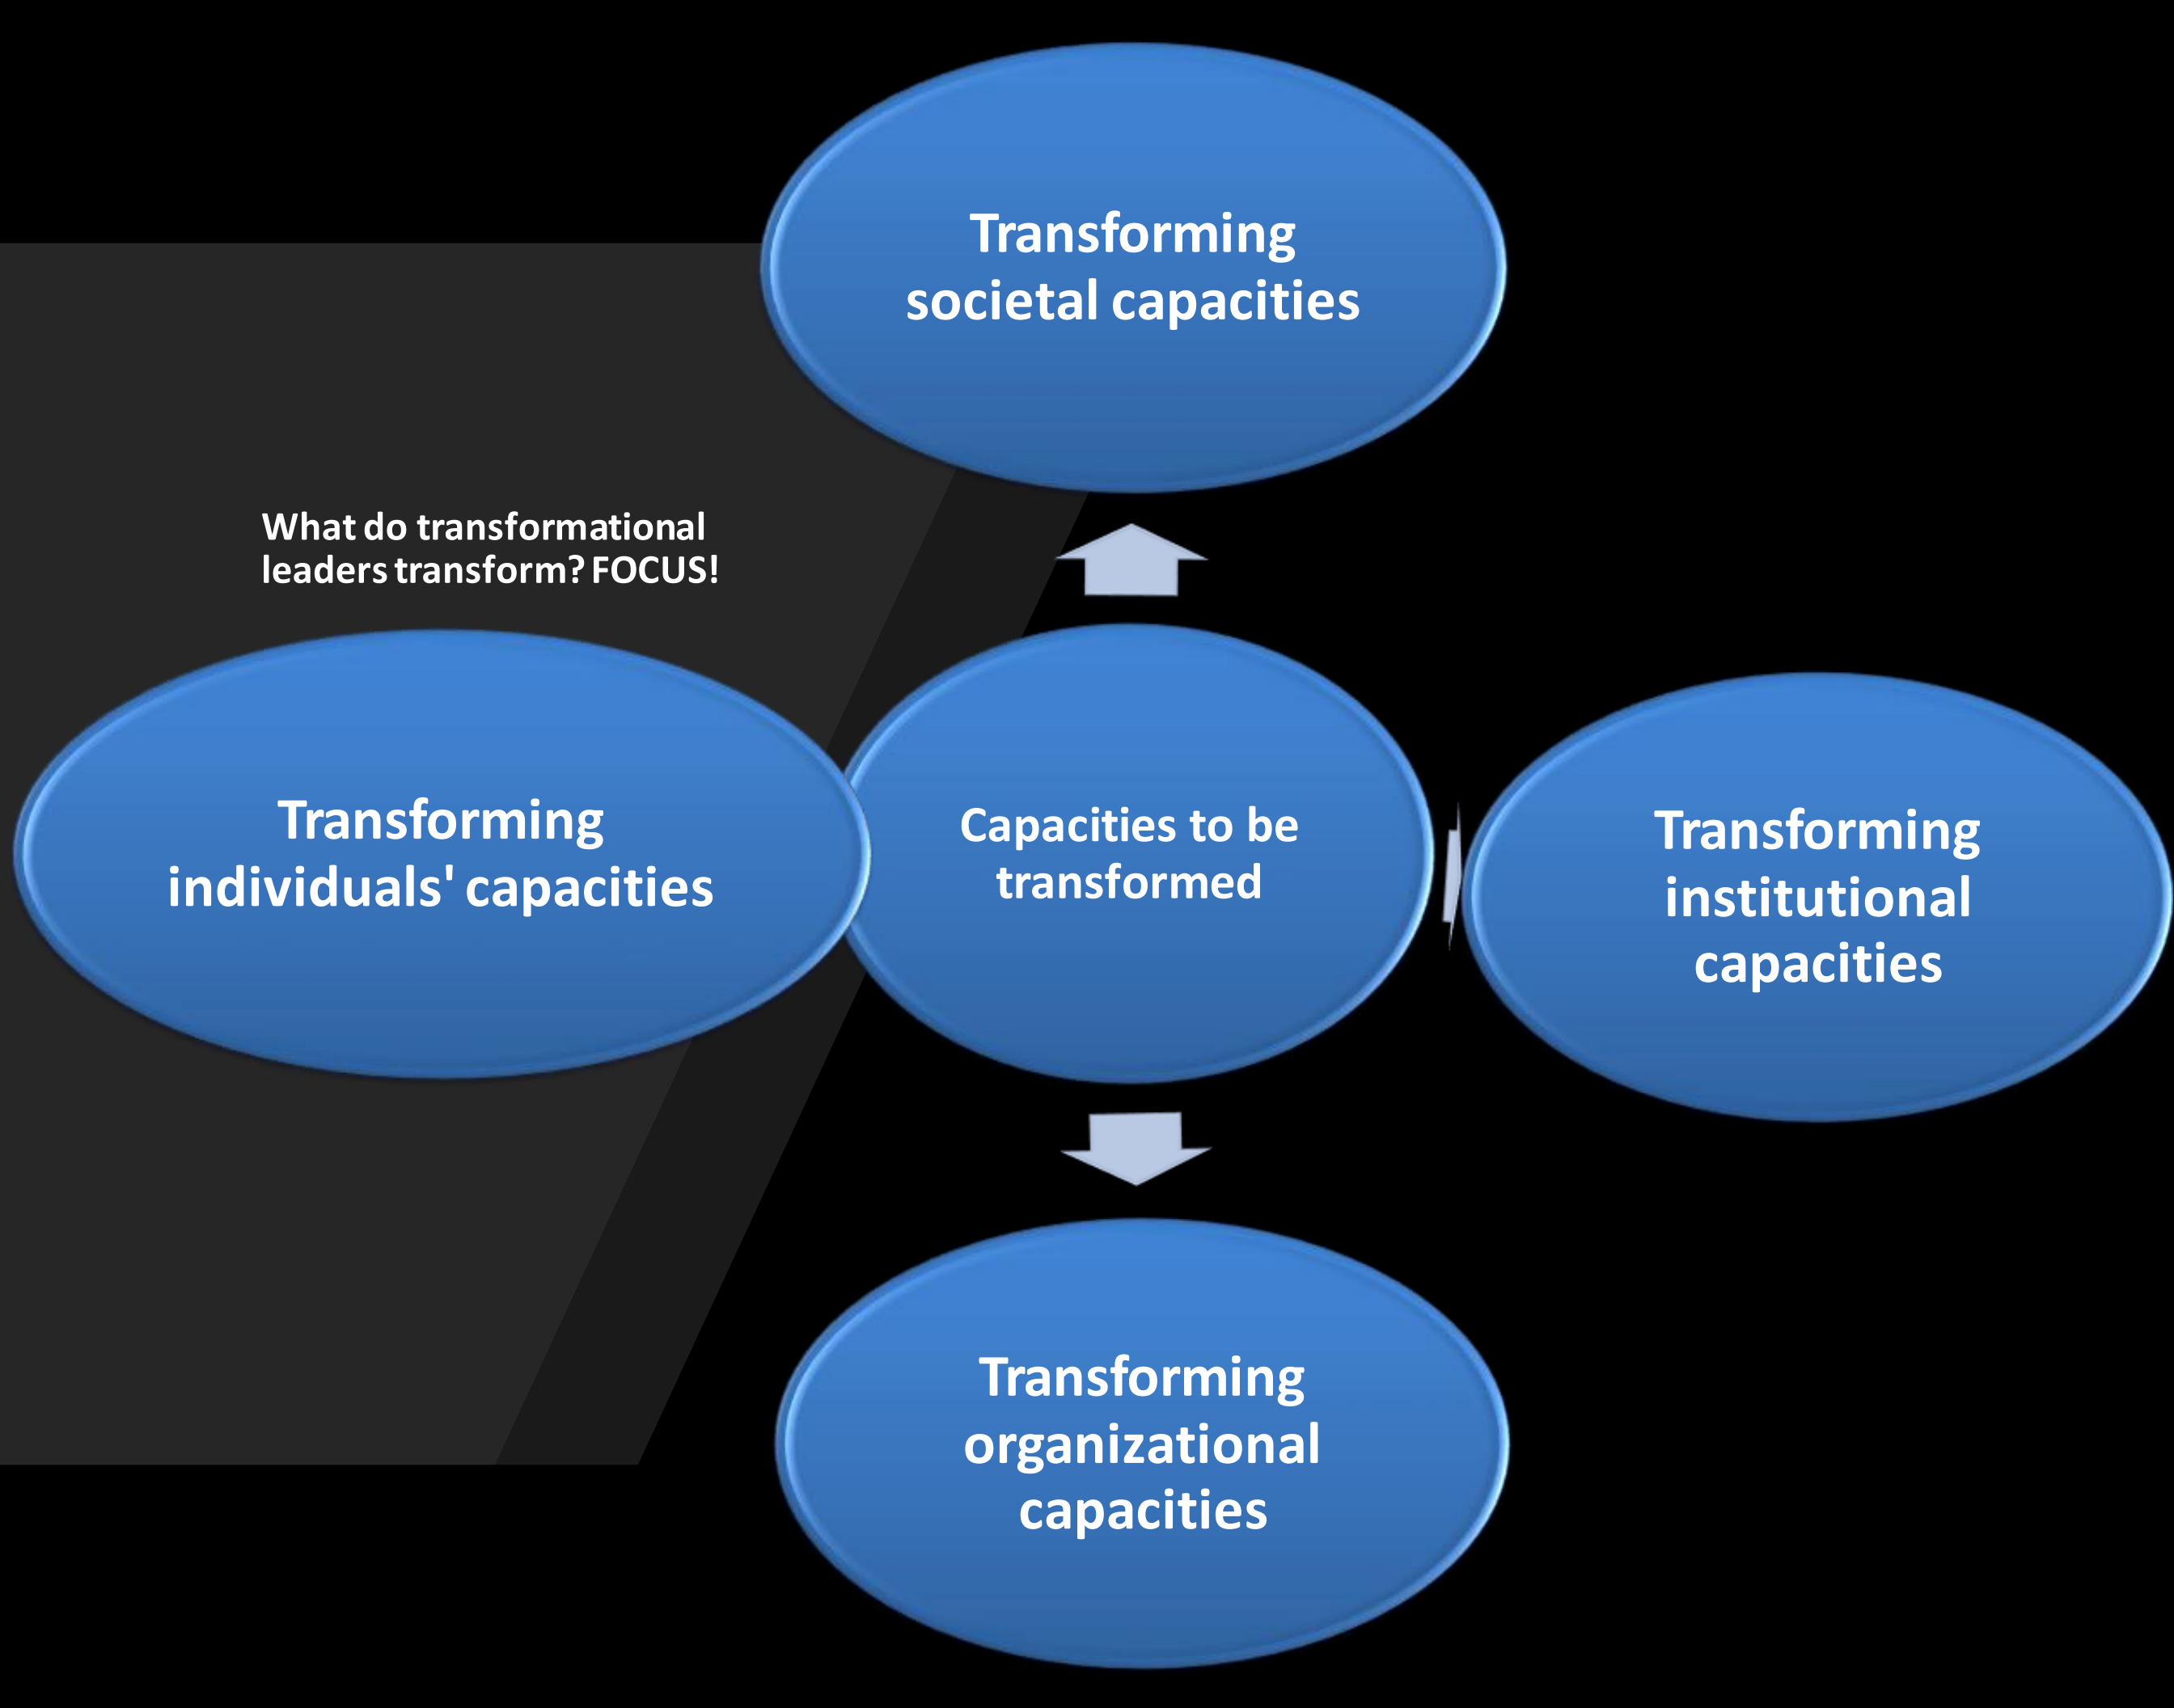 Transforming
societal capacities
What do transformational
leaders transform? FOCUS!
Transforming
individuals' capacities
Capacities to be
transformed
Transforming
institutional
capacities
Transforming
organizational
capacities